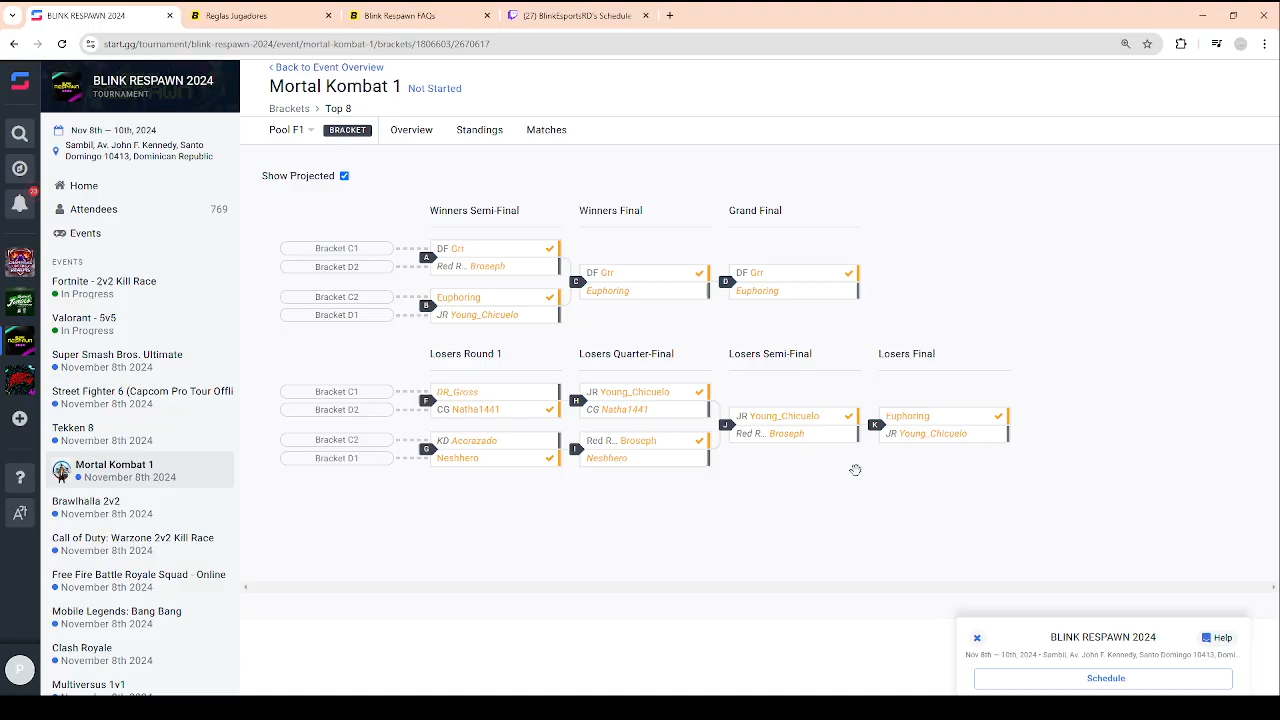 BLINK RESPAWN 2024
Reglas Jugadores
Blink Respawn FAQs
(27) BlinkEsportsRD's Schedule
start.gg/tournament/blink-respawn-2024/event/mortal-kombat-1/brackets/1806603/2670617
BLINK RESPAWN 2024
TOURNAMENT
Nov 8th — 10th, 2024
Sambil, Av. John F. Kennedy, Santo
Domingo 10413, Dominican Republic
Home
Attendees 769
Events
EVENTS
Fortnite - 2v2 Kill Race
In Progress
Valorant - 5v5
In Progress
Super Smash Bros. Ultimate
November 8th 2024
Street Fighter 6 (Capcom Pro Tour Offli
November 8th 2024
Tekken 8
November 8th 2024
Mortal Kombat 1
November 8th 2024
Brawlhalla 2v2
November 8th 2024
Call of Duty: Warzone 2v2 Kill Race
November 8th 2024
Free Fire Battle Royale Squad - Online
November 8th 2024
Mobile Legends: Bang Bang
November 8th 2024
Clash Royale
November 8th 2024
Multiversus 1v1
23
P
‹ Back to Event Overview
Mortal Kombat 1 Not Started
Brackets > Top 8
Pool F1 BRACKET Overview Standings Matches
Show Projected
Winners Semi-Final Winners Final Grand Final
Bracket C1
Bracket D2
A
DF Grr
Red R... Broseph
Bracket C2
Bracket D1
B
Euphoring
JR Young_Chicuelo
C
DF Grr
Euphoring
D
DF Grr
Euphoring
Losers Round 1 Losers Quarter-Final Losers Semi-Final Losers Final
Bracket C1
Bracket D2
F
DR_Gross
CG Natha1441
Bracket C2
Bracket D1
G
KD Accrazado
Neshhero
H
JR Young_Chicuelo
CG Natha1441
I
Red R... Broseph
Neshhero
J
JR Young_Chicuelo
Red R... Broseph
K
Euphoring
JR Young_Chicuelo
BLINK RESPAWN 2024
Help
Nov 8th — 10th, 2024 • Sambil, Av. John F. Kennedy, Santo Domingo 10413, Domi...
Schedule